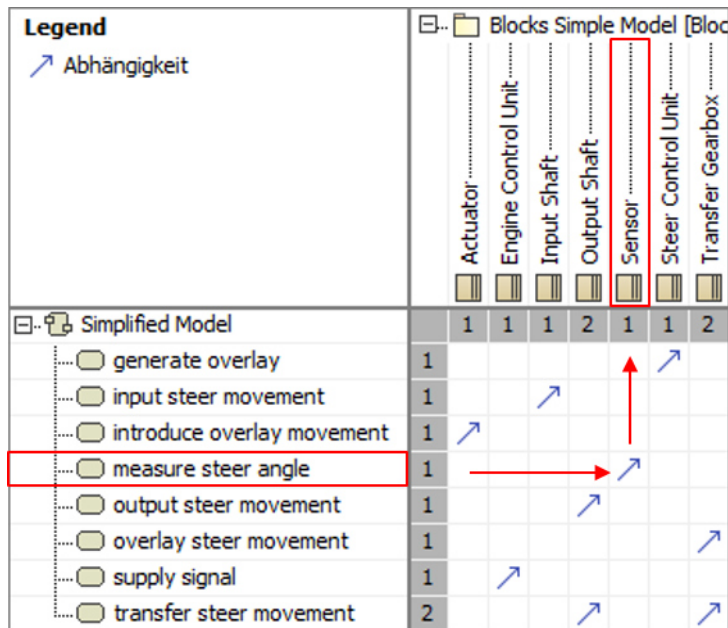 Legend
Abhängigkeit
Blocks Simple Model [Bloc
Actuator
Engine Control Unit
Input Shaft
Output Shaft
Sensor
Steer Control Unit
Transfer Gearbox
Simplified Model 1 1 1 2 1 1 2
generate overlay 1
input steer movement 1
introduce overlay movement 1
measure steer angle 1
output steer movement 1
overlay steer movement 1
supply signal 1
transfer steer movement 2